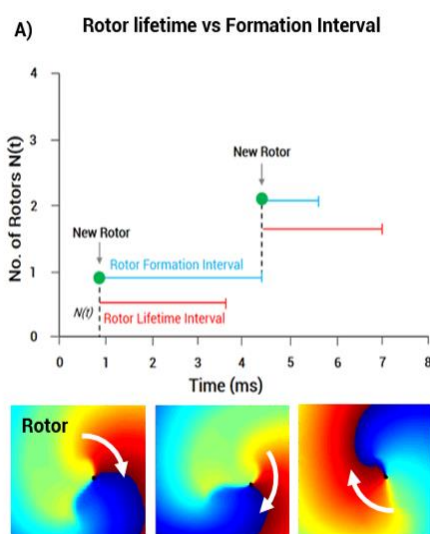 A)
Rotor lifetime vs Formation Interval
No. of Rotors N(t)
4
3
2
1
0
New Rotor
New Rotor
Rotor Formation Interval
N(t)
Rotor Lifetime Interval
0 1 2 3 4 5 6 7 8
Time (ms)
Rotor